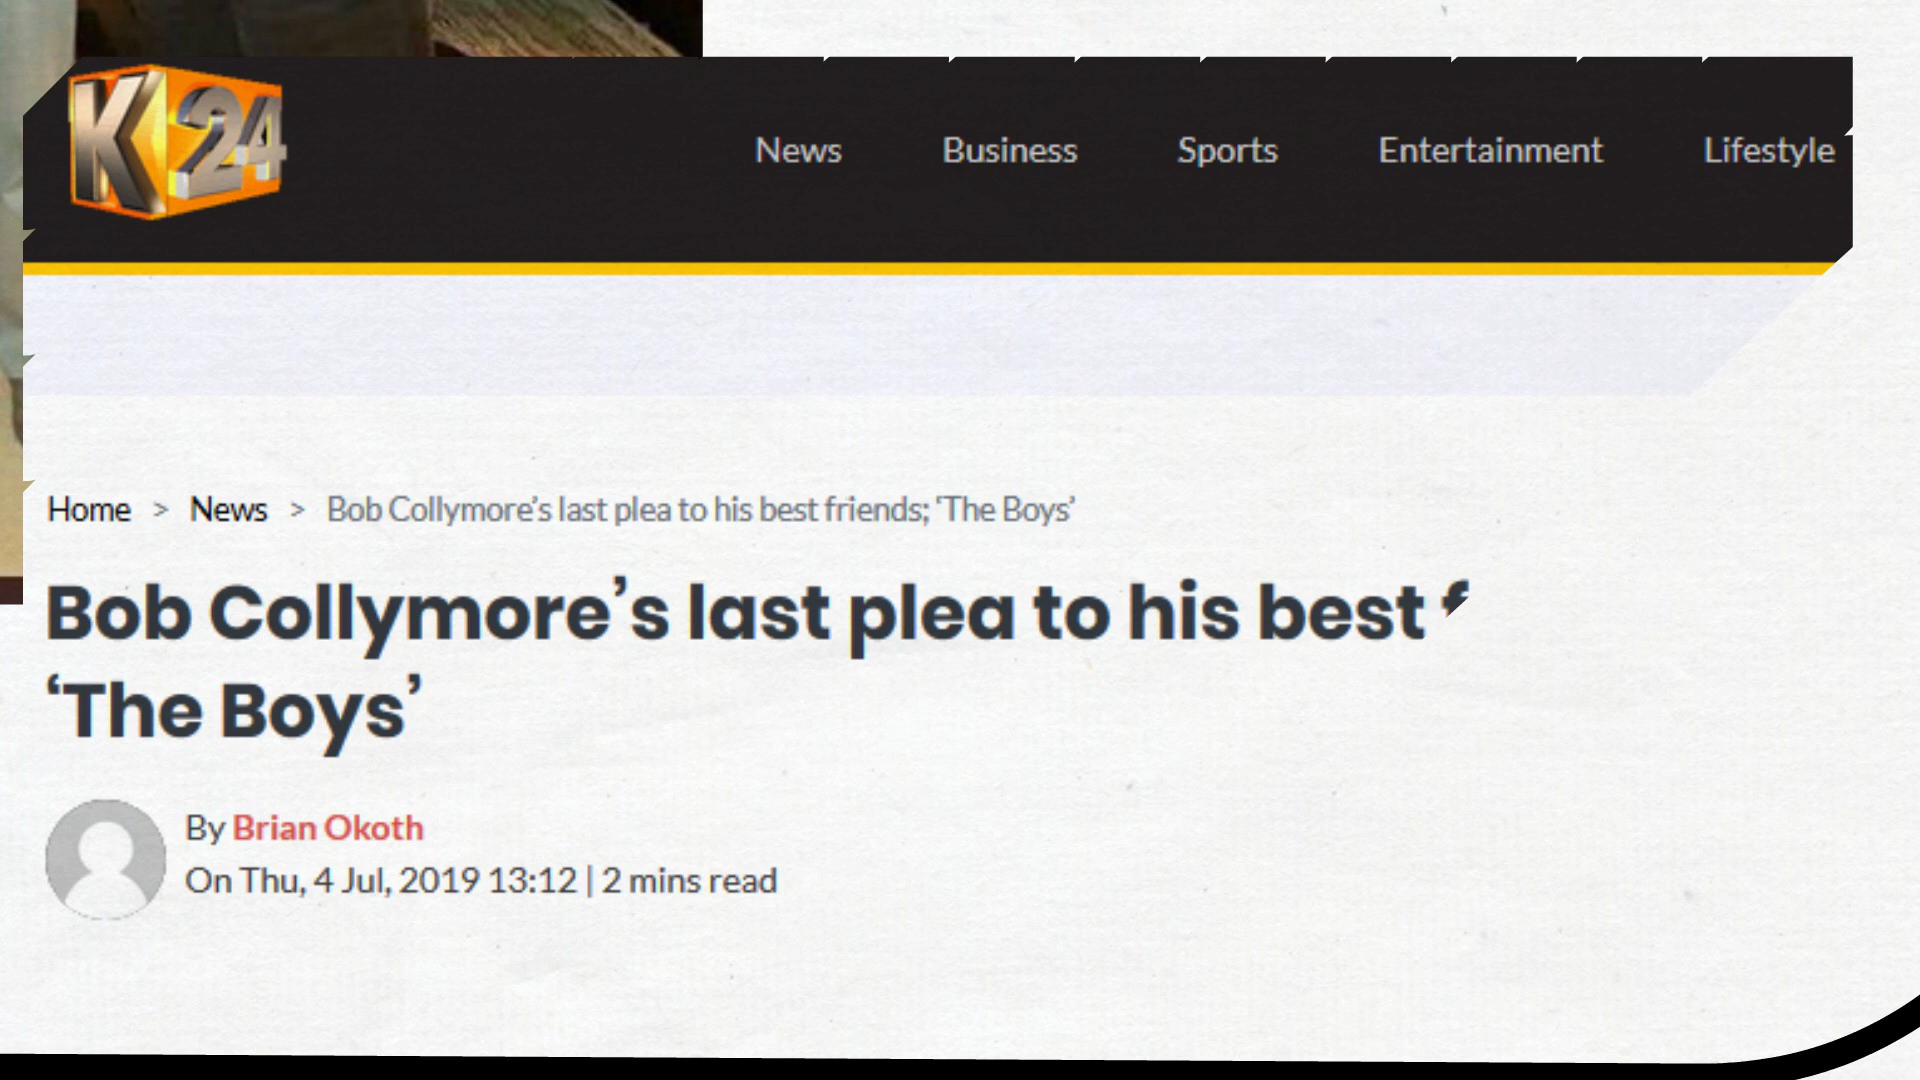 K24
News Business Sports Entertainment Lifestyle
Home > News > Bob Collymore’s last plea to his best friends; ‘The Boys’
Bob Collymore’s last plea to his best f
‘The Boys’
By Brian Okoth
On Thu, 4 Jul, 2019 13:12 | 2 mins read